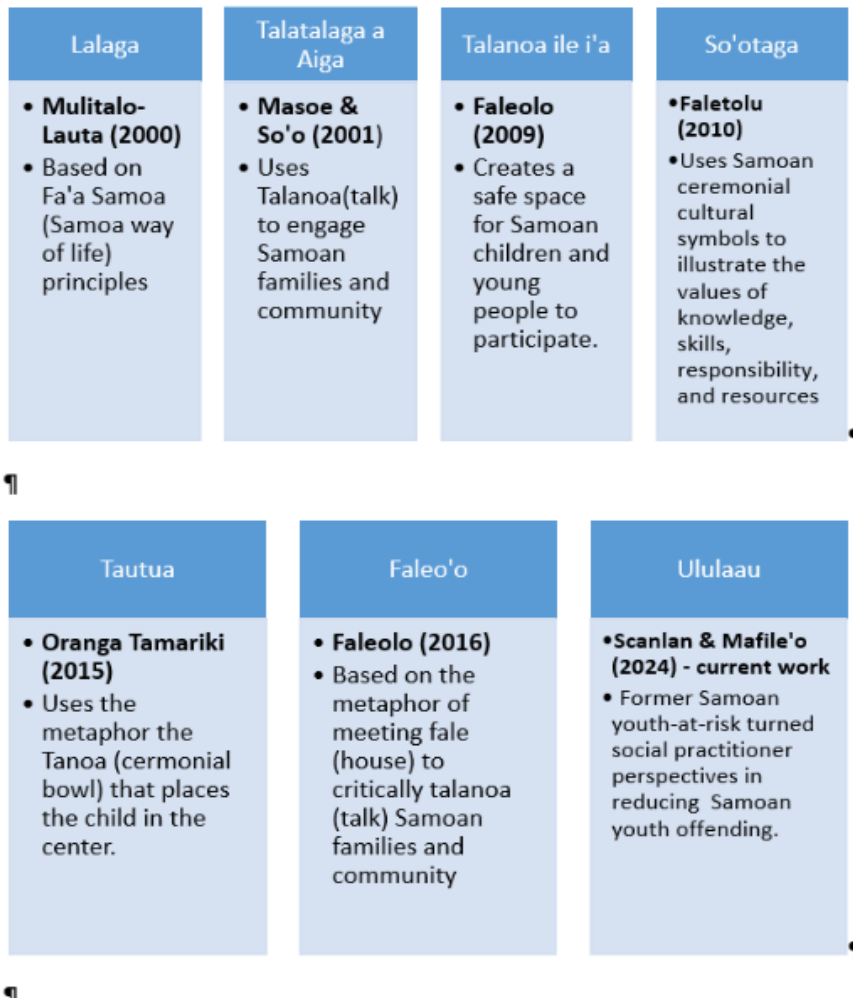 Lalaga
• Mulitalo-
Lauta (2000)
• Based on
Fa'a Samoa
(Samoa way
of life)
principles
Talatalaga a
Aiga
• Masoe &
So'o (2001)
• Uses
Talanoa(talk)
to engage
Samoan
families and
community
Talanoa ile i'a
• Faleolo
(2009)
• Creates a
safe space
for Samoan
children and
young
people to
participate.
So'otaga
•Faletolu
(2010)
•Uses Samoan
ceremonial
cultural
symbols to
illustrate the
values of
knowledge,
skills,
responsibility,
and resources
¶
Tautua
• Oranga Tamariki
(2015)
• Uses the
metaphor the
Tanoa (cermonial
bowl) that places
the child in the
center.
Faleo'o
• Faleolo (2016)
• Based on the
metaphor of
meeting fale
(house) to
critically talanoa
(talk) Samoan
families and
community
Ululaau
•Scanlan & Mafile'o
(2024) - current work
• Former Samoan
youth-at-risk turned
social practitioner
perspectives in
reducing Samoan
youth offending.
¶